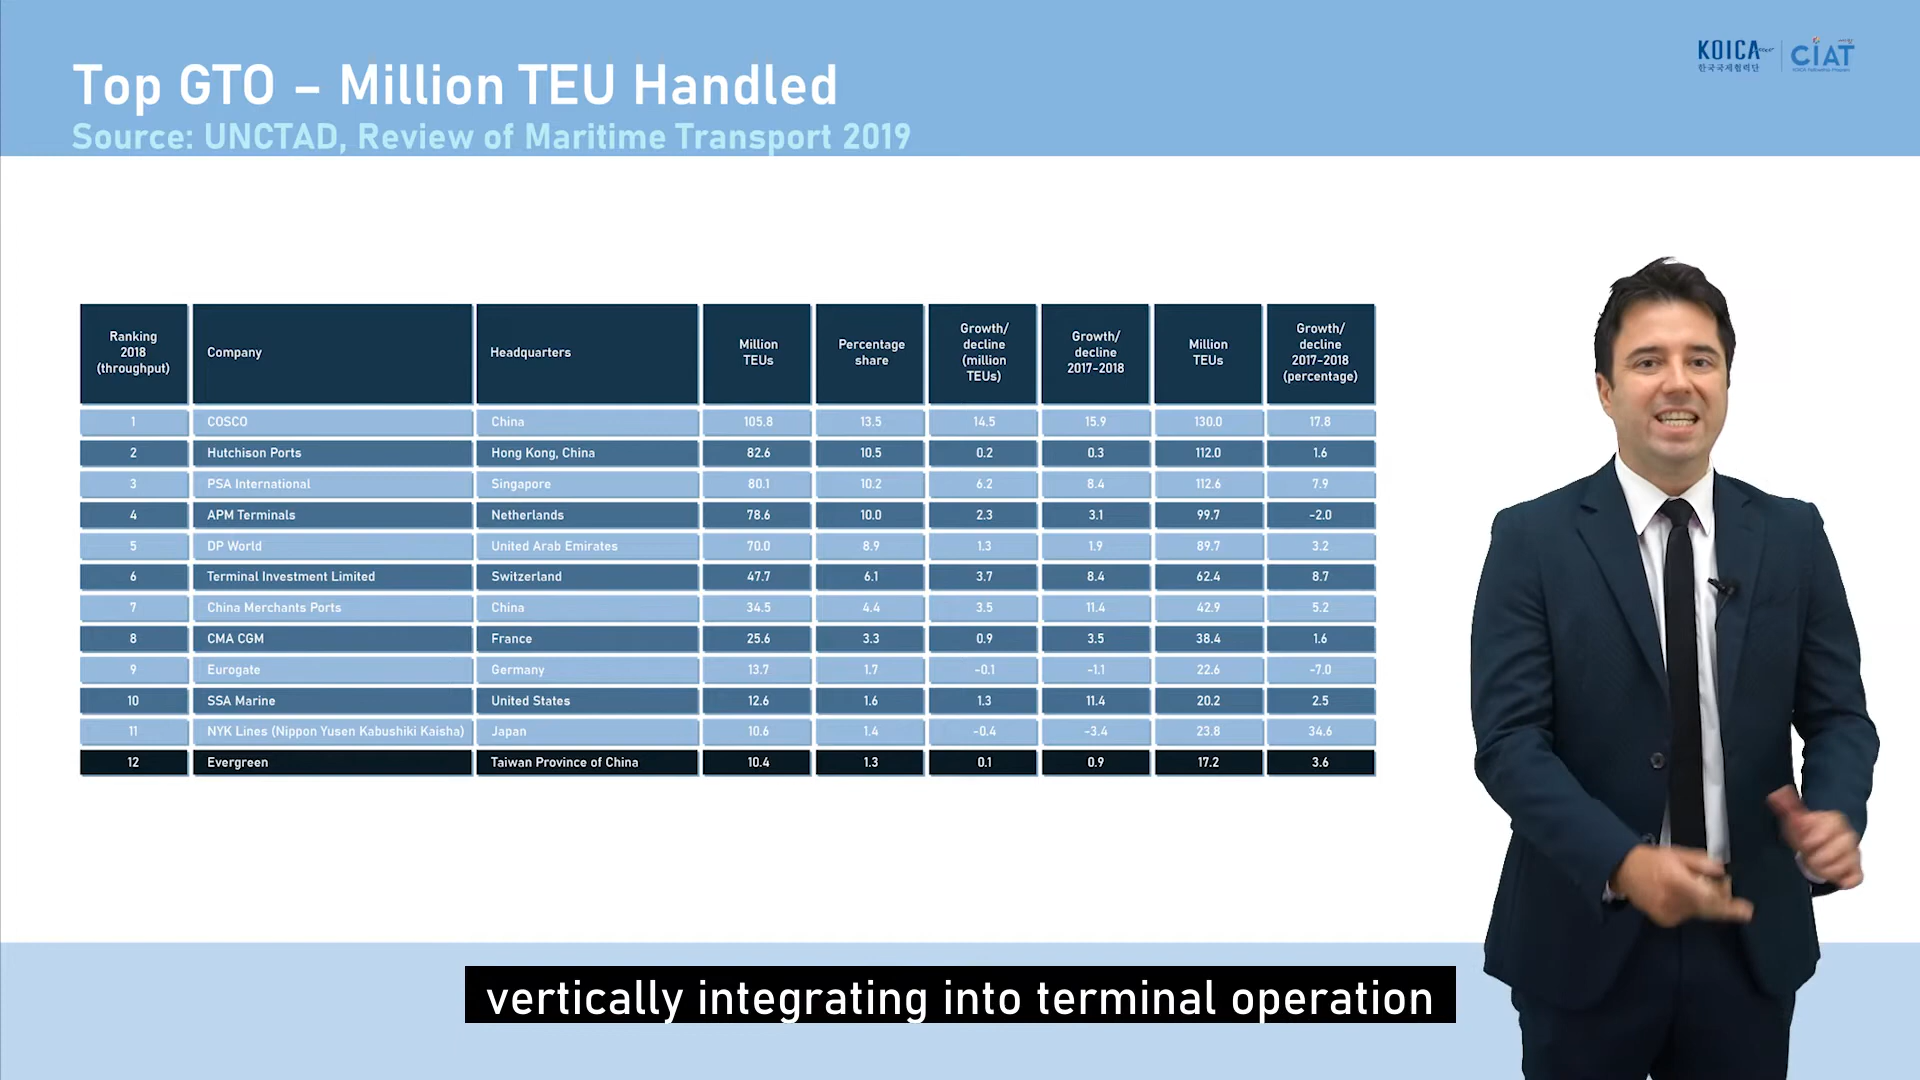 Top GTO – Million TEU Handled
Source: UNCTAD, Review of Maritime Transport 2019
KOICA
한국국제협력단
CIAT
Ranking 2018 (throughput) Company Headquarters Million TEUs Percentage share Growth/ decline (million TEUs) Growth/ decline 2017-2018 Million TEUs Growth/ decline 2017-2018 (percentage)
1 COSCO China 105.8 13.5 14.5 15.9 130.0 17.8
2 Hutchison Ports Hong Kong, China 82.6 10.5 0.2 0.3 112.0 1.6
3 PSA International Singapore 80.1 10.2 6.2 8.4 112.6 7.9
4 APM Terminals Netherlands 78.6 10.0 2.3 3.1 99.7 -2.0
5 DP World United Arab Emirates 70.0 8.9 1.3 1.9 89.7 3.2
6 Terminal Investment Limited Switzerland 47.7 6.1 3.7 8.4 62.4 8.7
7 China Merchants Ports China 34.5 4.4 3.5 11.4 42.9 5.2
8 CMA CGM France 25.6 3.3 0.9 3.5 38.4 1.6
9 Eurogate Germany 13.7 1.7 -0.1 -1.1 22.6 -7.0
10 SSA Marine United States 12.6 1.6 1.3 11.4 20.2 2.5
11 NYK Lines (Nippon Yusen Kabushiki Kaisha) Japan 10.6 1.4 -0.4 -3.4 23.8 34.6
12 Evergreen Taiwan Province of China 10.4 1.3 0.1 0.9 17.2 3.6
vertically integrating into terminal operation